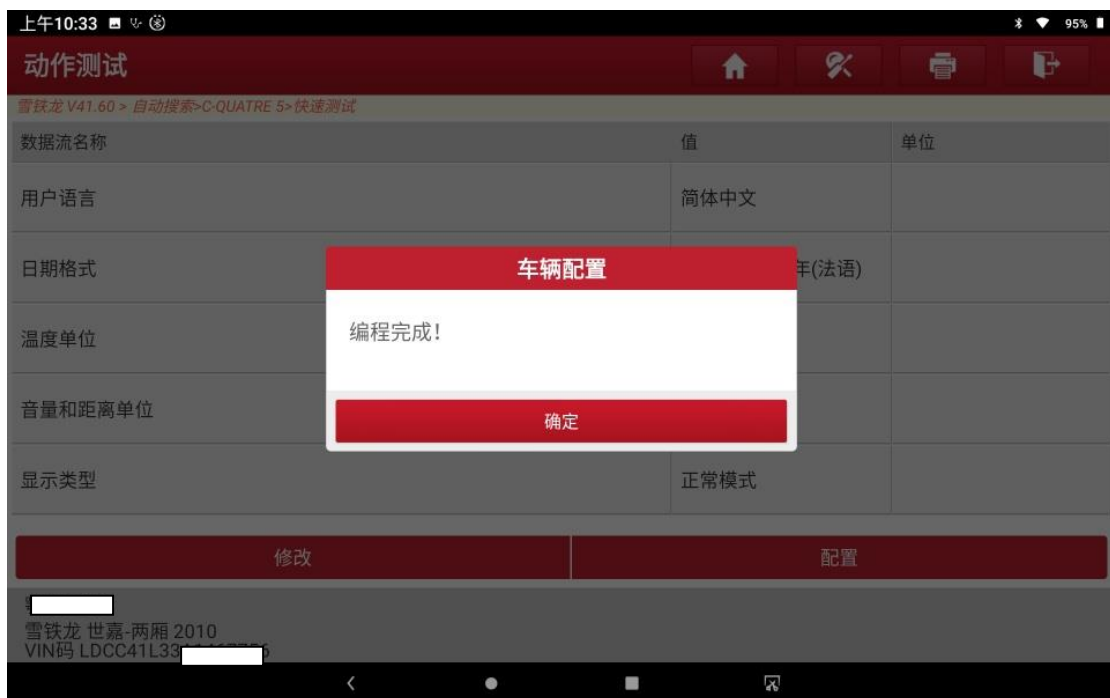 上午10:33
95%
动作测试
雪铁龙 V41.60 > 自动搜索>C-QUATRE 5>快速测试
数据流名称 值 单位
用户语言 简体中文
日期格式 年(法语)
温度单位
音量和距离单位
显示类型 正常模式
车辆配置
编程完成!
确定
修改 配置
雪铁龙 世嘉-两厢 2010
VIN码 LDCC41L33